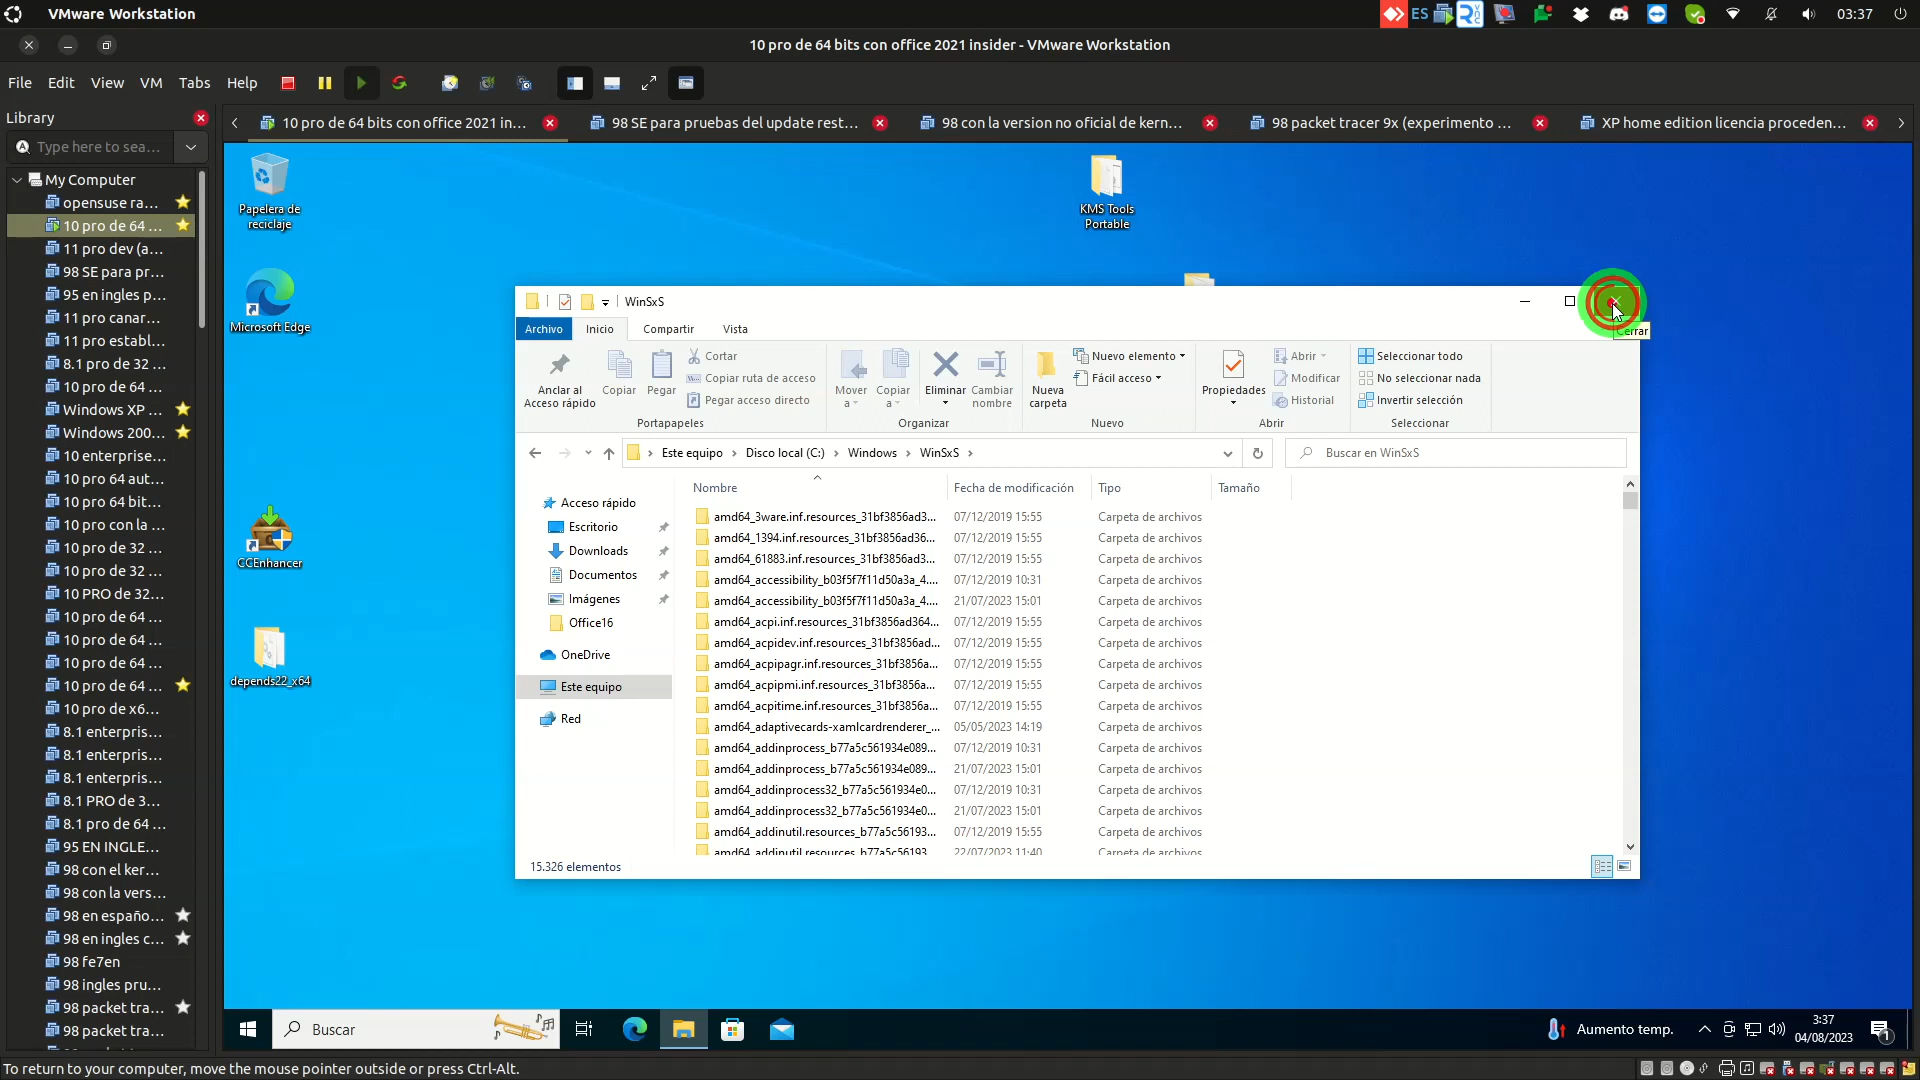 VMware Workstation
ES
03:37
10 pro de 64 bits con office 2021 insider - VMware Workstation
File Edit View VM Tabs Help
Library
Type here to sea...
10 pro de 64 bits con office 2021 in...
98 SE para pruebas del update rest...
98 con la version no oficial de kern...
98 packet tracer 9x (experimento ...
XP home edition licencia proceden...
My Computer
opensuse ra...
10 pro de 64 ...
11 pro dev (a...
98 SE para pr...
95 en ingles p...
11 pro canar...
11 pro establ...
8.1 pro de 32 ...
10 pro de 64 ...
Windows XP ...
Windows 200...
10 enterprise...
10 pro 64 aut...
10 pro 64 bit...
10 pro con la ...
10 pro de 32 ...
10 pro de 32 ...
10 PRO de 32...
10 pro de 64 ...
10 pro de 64 ...
10 pro de 64 ...
10 pro de 64 ...
10 pro de x6...
8.1 enterpris...
8.1 enterpris...
8.1 enterpris...
8.1 PRO de 3...
8.1 pro de 64 ...
95 EN INGLE...
98 con el ker...
98 con la vers...
98 en españo...
98 en ingles c...
98 fe7en
98 ingles pru...
98 packet tra...
98 packet tra...
Papelera de
reciclaje
Microsoft Edge
CCEnhancer
depends22_x64
KMS Tools
Portable
WinSxS
Cerrar
Archivo Inicio Compartir Vista
Anclar al
Acceso rápido
Copiar
Pegar
Cortar
Copiar ruta de acceso
Pegar acceso directo
Portapapeles
Mover
a
Copiar
a
Eliminar
Cambiar
nombre
Organizar
Nueva
carpeta
Nuevo elemento
Fácil acceso
Nuevo
Propiedades
Abrir
Modificar
Historial
Abrir
Seleccionar todo
No seleccionar nada
Invertir selección
Seleccionar
Este equipo > Disco local (C:) > Windows > WinSxS >
Buscar en WinSxS
Acceso rápido
Escritorio
Downloads
Documentos
Imágenes
Office16
OneDrive
Este equipo
Red
Nombre Fecha de modificación Tipo Tamaño
amd64_3ware.inf.resources_31bf3856ad3... 07/12/2019 15:55 Carpeta de archivos
amd64_1394.inf.resources_31bf3856ad36... 07/12/2019 15:55 Carpeta de archivos
amd64_61883.inf.resources_31bf3856ad3... 07/12/2019 15:55 Carpeta de archivos
amd64_accessibility_b03f5f7f11d50a3a_4.... 07/12/2019 10:31 Carpeta de archivos
amd64_accessibility_b03f5f7f11d50a3a_4.... 21/07/2023 15:01 Carpeta de archivos
amd64_acpi.inf.resources_31bf3856ad364... 07/12/2019 15:55 Carpeta de archivos
amd64_acpidev.inf.resources_31bf3856ad... 07/12/2019 15:55 Carpeta de archivos
amd64_acpipagr.inf.resources_31bf3856a... 07/12/2019 15:55 Carpeta de archivos
amd64_acpipmi.inf.resources_31bf3856a... 07/12/2019 15:55 Carpeta de archivos
amd64_acpitime.inf.resources_31bf3856a... 07/12/2019 15:55 Carpeta de archivos
amd64_adaptivecards-xamlcardrenderer_... 05/05/2023 14:19 Carpeta de archivos
amd64_addinprocess_b77a5c561934e089... 07/12/2019 10:31 Carpeta de archivos
amd64_addinprocess_b77a5c561934e089... 21/07/2023 15:01 Carpeta de archivos
amd64_addinprocess32_b77a5c561934e0... 07/12/2019 10:31 Carpeta de archivos
amd64_addinprocess32_b77a5c561934e0... 21/07/2023 15:01 Carpeta de archivos
amd64_addinutil.resources_b77a5c56193... 07/12/2019 15:55 Carpeta de archivos
amd64_addinutil.resources_b77a5c56193... 22/07/2023 11:40 Carpeta de archivos
15.326 elementos
Buscar
Aumento temp.
3:37
04/08/2023
1
To return to your computer, move the mouse pointer outside or press Ctrl-Alt.